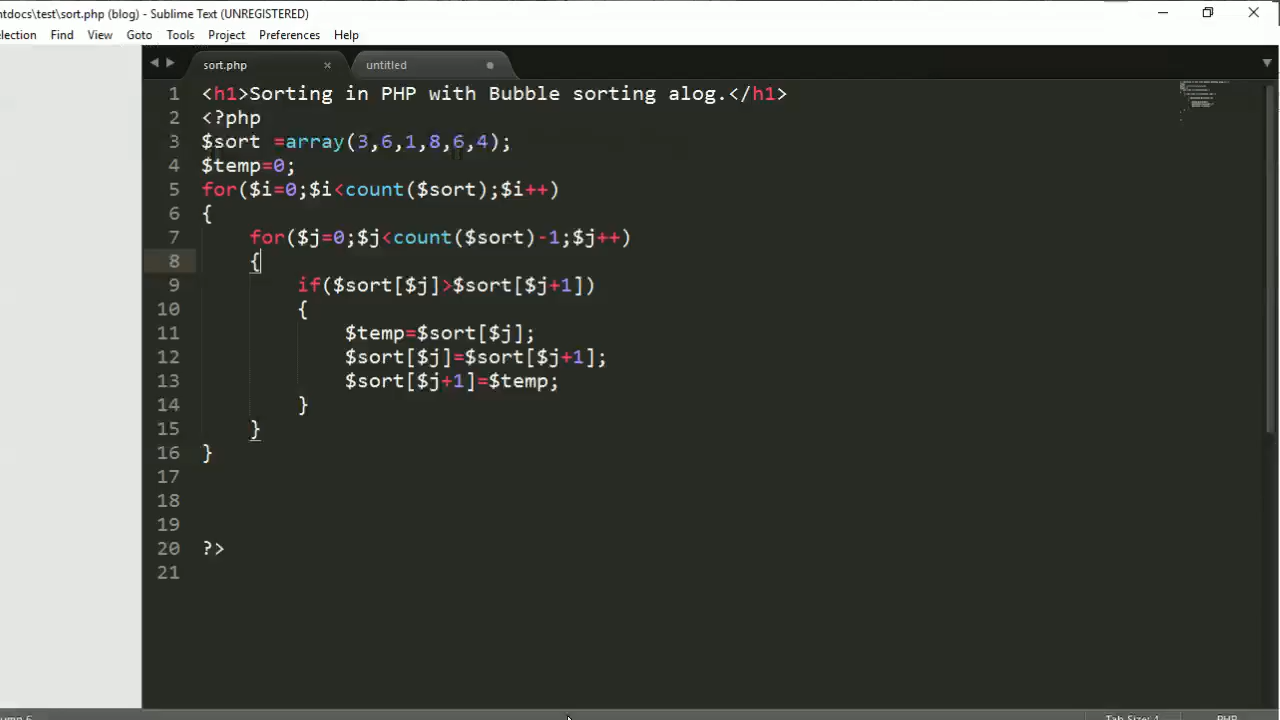 ntdocs\test\sort.php (blog) - Sublime Text (UNREGISTERED)
election Find View Goto Tools Project Preferences Help
sort.php × untitled
1 <h1>Sorting in PHP with Bubble sorting alog.</h1>
2 <?php
3 $sort =array(3,6,1,8,6,4);
4 $temp=0;
5 for($i=0;$i<count($sort);$i++)
6 {
7 for($j=0;$j<count($sort)-1;$j++)
8 {
9 if($sort[$j]>$sort[$j+1])
10 {
11 $temp=$sort[$j];
12 $sort[$j]=$sort[$j+1];
13 $sort[$j+1]=$temp;
14 }
15 }
16 }
17
18
19
20 ?>
21
Tab Size: 4 PHP